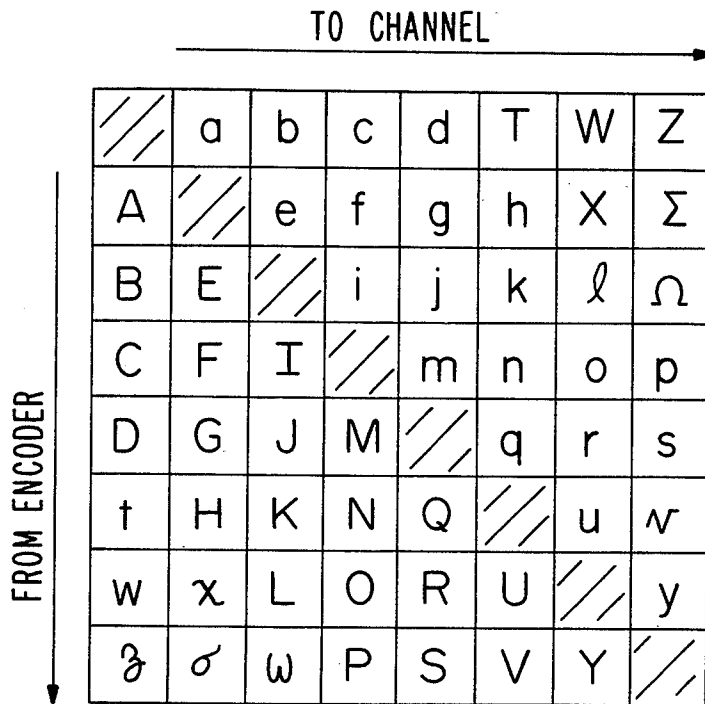 TO CHANNEL
a b c d T W Z
A e f g h X Σ
B E i j k ℓ Ω
C F I m n o p
D G J M q r s
FROM ENCODER
t H K N Q u v
w x L O R U y
z σ ω P S V Y